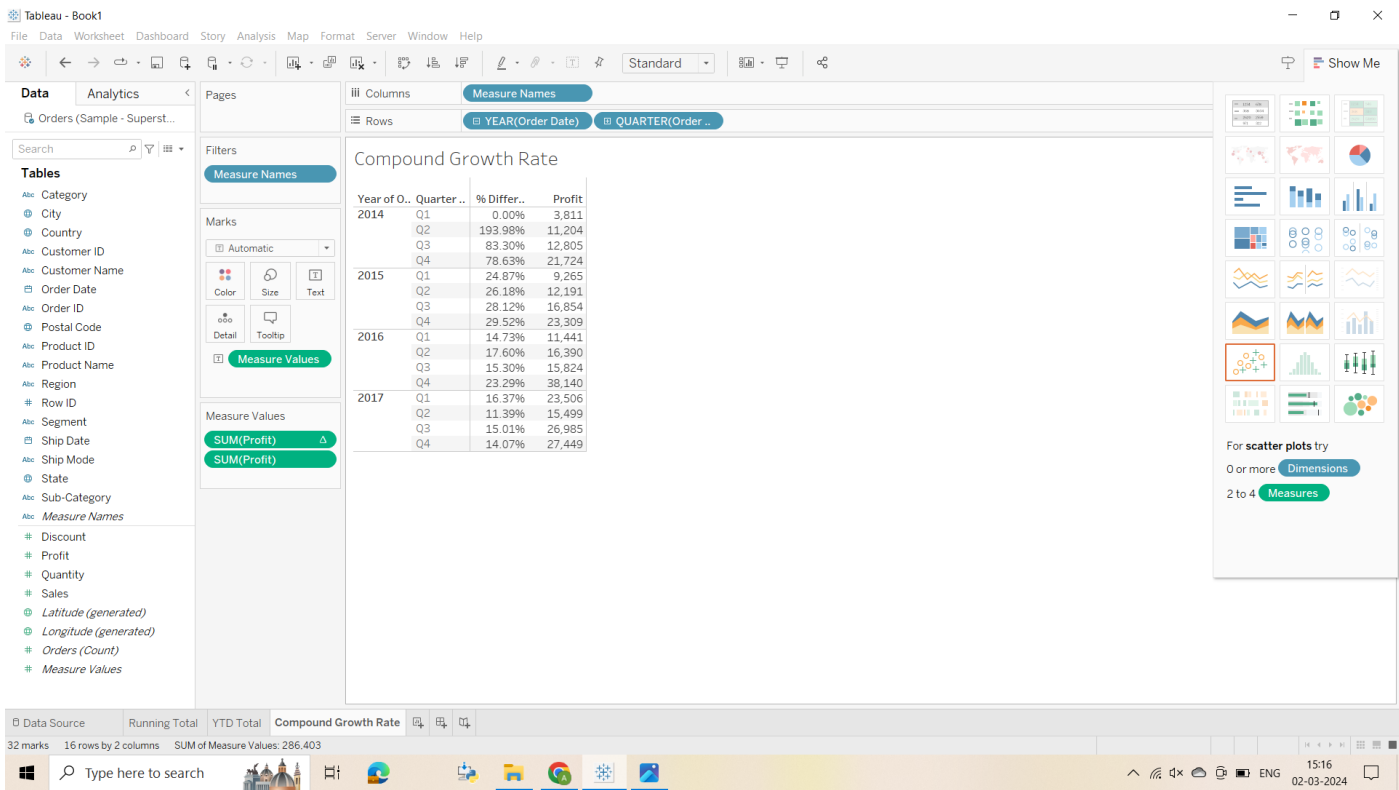 Tableau - Book1
File Data Worksheet Dashboard Story Analysis Map Format Server Window Help
Standard
Show Me
Data Analytics
Orders (Sample - Superst...
Search
Tables
Abc Category
City
Country
Abc Customer ID
Abc Customer Name
Order Date
Abc Order ID
Postal Code
Abc Product ID
Abc Product Name
Abc Region
# Row ID
Abc Segment
Ship Date
Abc Ship Mode
State
Abc Sub-Category
Abc Measure Names
# Discount
# Profit
# Quantity
# Sales
Latitude (generated)
Longitude (generated)
# Orders (Count)
# Measure Values
Pages
Filters
Measure Names
Marks
T Automatic
Color Size Text
Detail Tooltip
T Measure Values
Measure Values
SUM(Profit) Δ
SUM(Profit)
iii Columns Measure Names
Rows YEAR(Order Date) QUARTER(Order ..
Compound Growth Rate
Year of O.. Quarter .. % Differ.. Profit
2014 Q1 0.00% 3,811
Q2 193.98% 11,204
Q3 83.30% 12,805
Q4 78.63% 21,724
2015 Q1 24.87% 9,265
Q2 26.18% 12,191
Q3 28.12% 16,854
Q4 29.52% 23,309
2016 Q1 14.73% 11,441
Q2 17.60% 16,390
Q3 15.30% 15,824
Q4 23.29% 38,140
2017 Q1 16.37% 23,506
Q2 11.39% 15,499
Q3 15.01% 26,985
Q4 14.07% 27,449
For scatter plots try
0 or more Dimensions
2 to 4 Measures
Data Source Running Total YTD Total Compound Growth Rate
32 marks 16 rows by 2 columns SUM of Measure Values: 286,403
Type here to search
ENG
15:16
02-03-2024